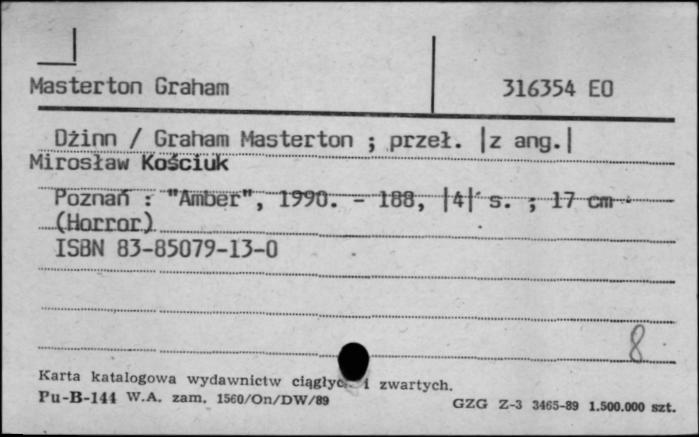 Masterton Graham
316354 EO
Dżinn / Graham Masterton ; przeł. |z ang.|
Mirosław Kościuk
Poznań : "Amber", 1990. - 188, |4| s. ; 17 cm
(Horror)
ISBN 83-85079-13-0
8
Karta katalogowa wydawnictw i zwartych.
Pu-B-144 W.A. zam. 1560/On/DW/89
GZG Z-3 3465-89 1.500.000 szt.